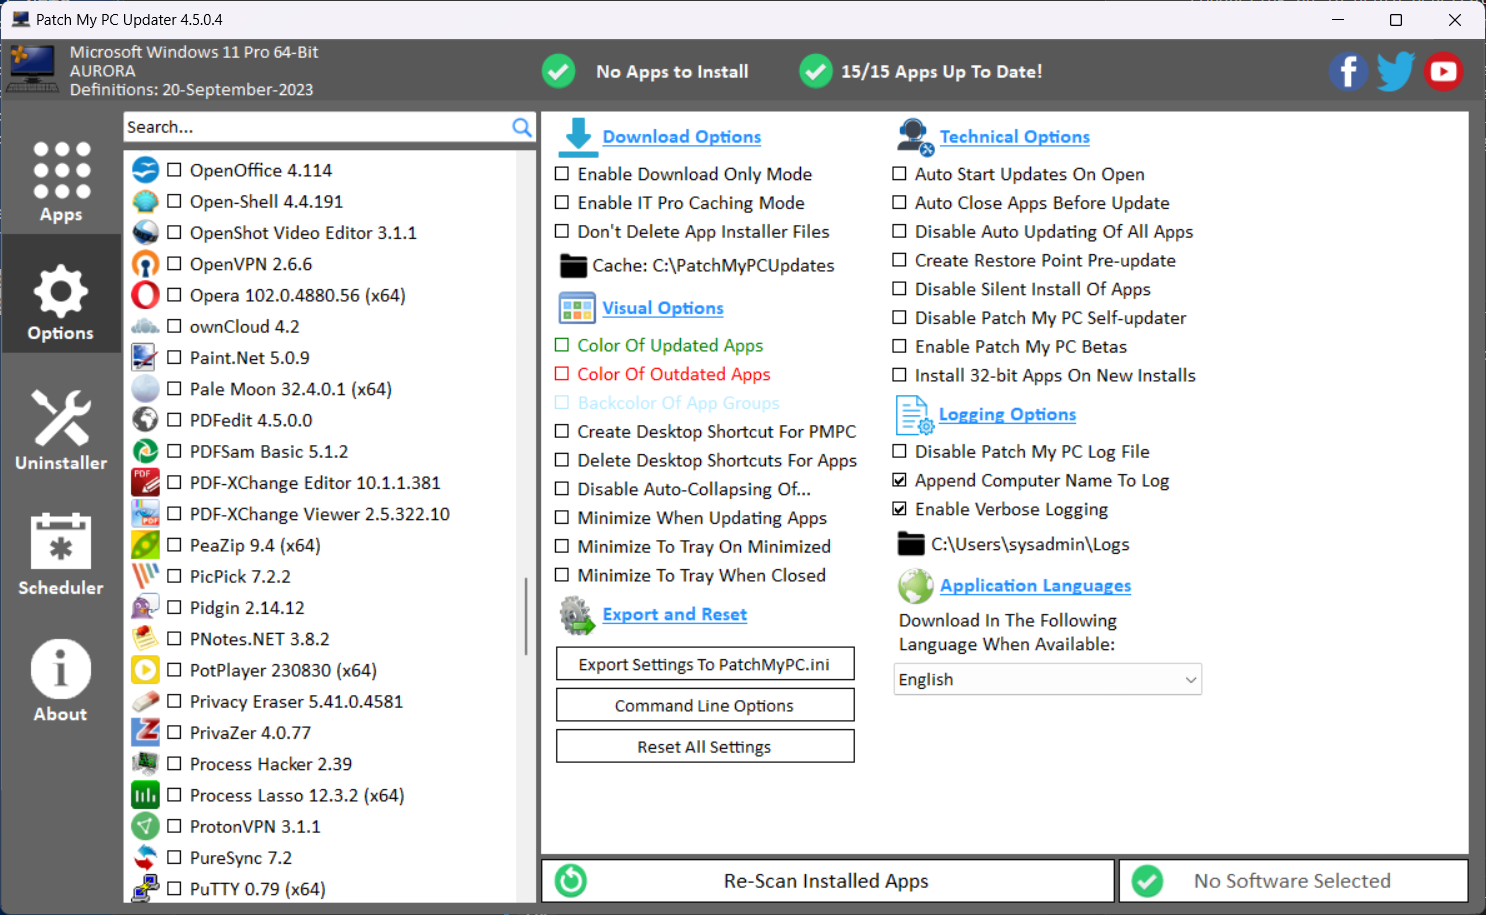 Patch My PC Updater 4.5.0.4
Microsoft Windows 11 Pro 64-Bit
AURORA
Definitions: 20-September-2023
No Apps to Install
15/15 Apps Up To Date!
Apps
Options
Uninstaller
Scheduler
About
Search...
OpenOffice 4.114
Open-Shell 4.4.191
OpenShot Video Editor 3.1.1
OpenVPN 2.6.6
Opera 102.0.4880.56 (x64)
ownCloud 4.2
Paint.Net 5.0.9
Pale Moon 32.4.0.1 (x64)
PDFedit 4.5.0.0
PDFSam Basic 5.1.2
PDF
PDF-XChange Editor 10.1.1.381
PDF
PDF-XChange Viewer 2.5.322.10
PeaZip 9.4 (x64)
PicPick 7.2.2
Pidgin 2.14.12
PNotes.NET 3.8.2
PotPlayer 230830 (x64)
Privacy Eraser 5.41.0.4581
PrivaZer 4.0.77
Process Hacker 2.39
Process Lasso 12.3.2 (x64)
ProtonVPN 3.1.1
PureSync 7.2
PuTTY 0.79 (x64)
Download Options
Enable Download Only Mode
Enable IT Pro Caching Mode
Don't Delete App Installer Files
Cache: C:\PatchMyPCUpdates
Visual Options
Color Of Updated Apps
Color Of Outdated Apps
Backcolor Of App Groups
Create Desktop Shortcut For PMPC
Delete Desktop Shortcuts For Apps
Disable Auto-Collapsing Of...
Minimize When Updating Apps
Minimize To Tray On Minimized
Minimize To Tray When Closed
Export and Reset
Export Settings To PatchMyPC.ini
Command Line Options
Reset All Settings
Technical Options
Auto Start Updates On Open
Auto Close Apps Before Update
Disable Auto Updating Of All Apps
Create Restore Point Pre-update
Disable Silent Install Of Apps
Disable Patch My PC Self-updater
Enable Patch My PC Betas
Install 32-bit Apps On New Installs
Logging Options
Disable Patch My PC Log File
Append Computer Name To Log
Enable Verbose Logging
C:\Users\sysadmin\Logs
Application Languages
Download In The Following
Language When Available:
English
Re-Scan Installed Apps
No Software Selected